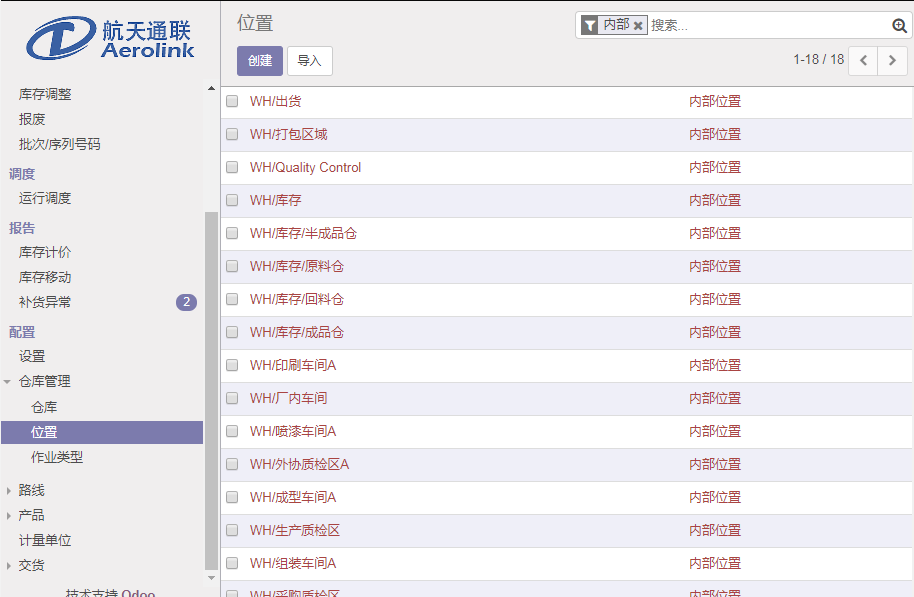 航天通联
Aerolink
库存调整
报废
批次/序列号码
调度
运行调度
报告
库存计价
库存移动
补货异常 2
配置
设置
仓库管理
仓库
位置
作业类型
路线
产品
计量单位
交货
技术支持 Odoo
位置
内部 搜索...
创建 导入
1-18 / 18
WH/出货 内部位置
WH/打包区域 内部位置
WH/Quality Control 内部位置
WH/库存 内部位置
WH/库存/半成品仓 内部位置
WH/库存/原料仓 内部位置
WH/库存/回料仓 内部位置
WH/库存/成品仓 内部位置
WH/印刷车间A 内部位置
WH/厂内车间 内部位置
WH/喷漆车间A 内部位置
WH/外协质检区A 内部位置
WH/成型车间A 内部位置
WH/生产质检区 内部位置
WH/组装车间A 内部位置
WH/采购质检区 内部位置